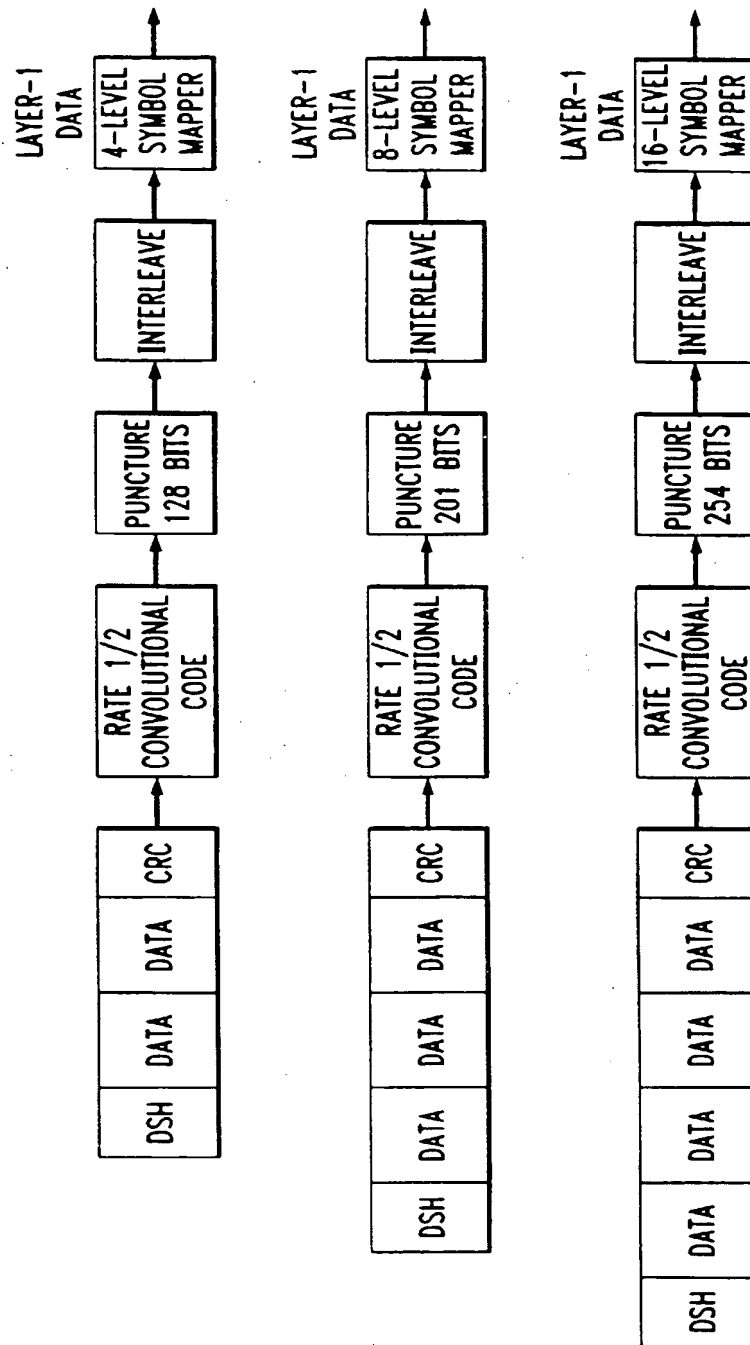 DSH
DATA
DATA
CRC
RATE 1/2
CONVOLUTIONAL
CODE
PUNCTURE
128 BITS
INTERLEAVE
LAYER-1
DATA
4-LEVEL
SYMBOL
MAPPER
DSH
DATA
DATA
DATA
CRC
RATE 1/2
CONVOLUTIONAL
CODE
PUNCTURE
201 BITS
INTERLEAVE
LAYER-1
DATA
8-LEVEL
SYMBOL
MAPPER
DSH
DATA
DATA
DATA
DATA
CRC
RATE 1/2
CONVOLUTIONAL
CODE
PUNCTURE
254 BITS
INTERLEAVE
LAYER-1
DATA
16-LEVEL
SYMBOL
MAPPER